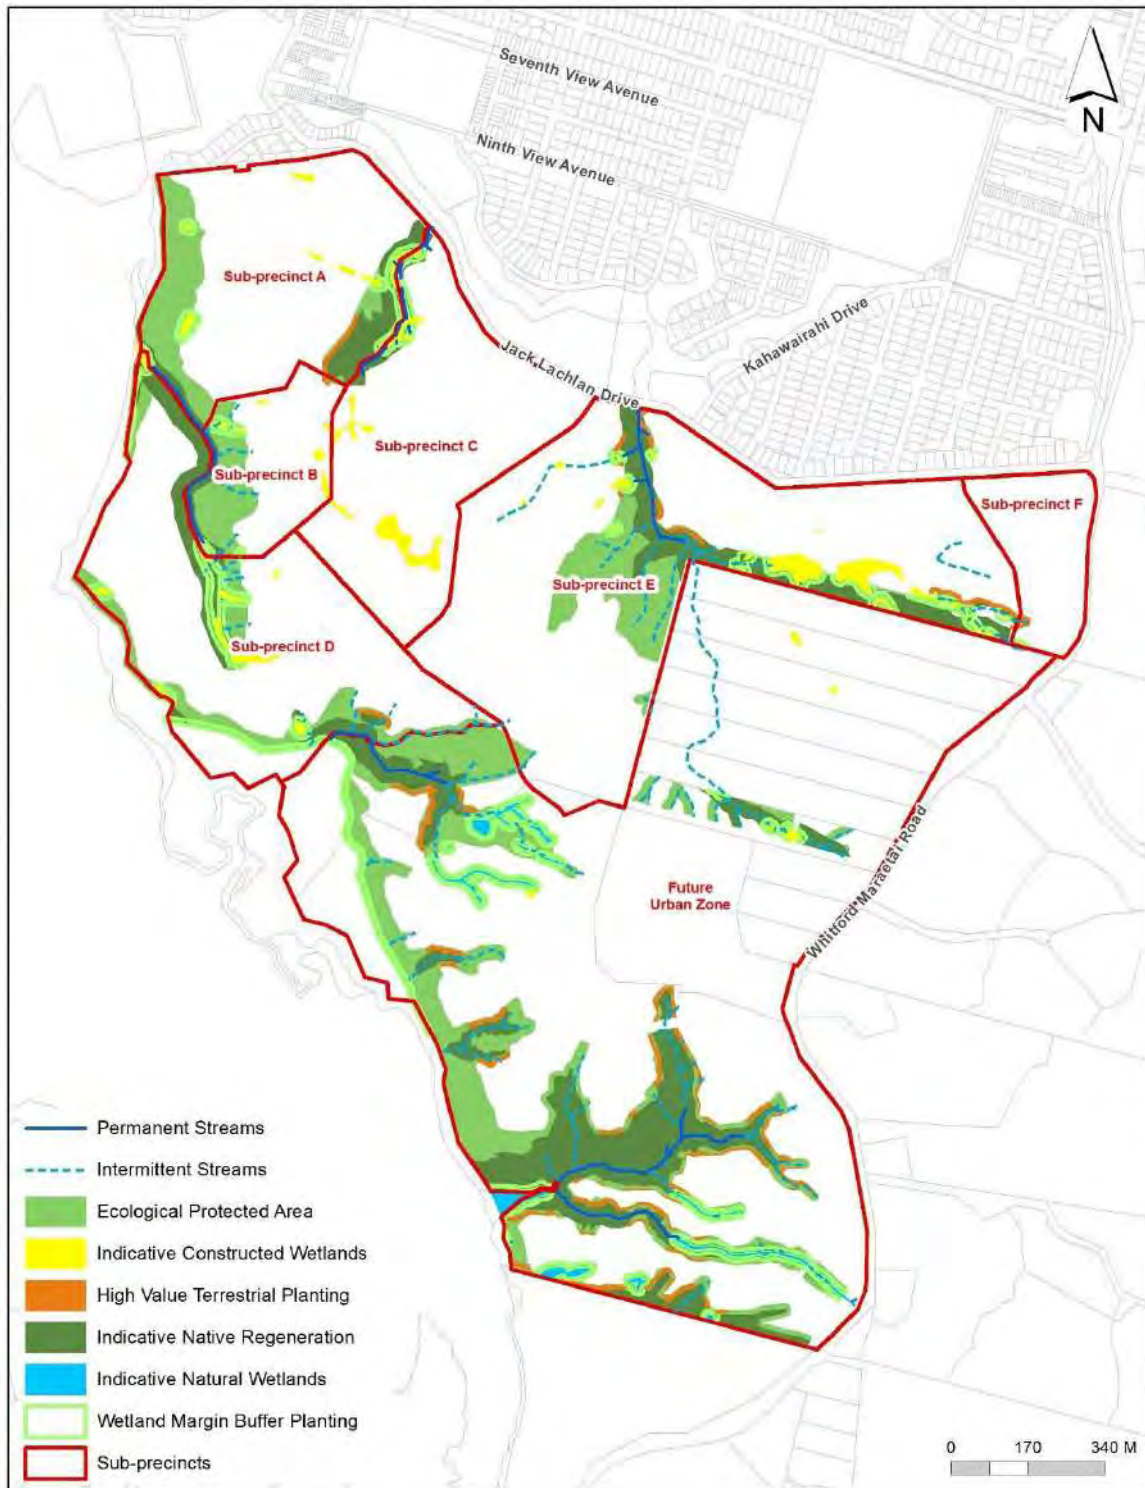 Seventh View Avenue
Ninth View Avenue
N
Sub-precinct A
Kahawairahi Drive
Jack Lachlan Drive
Sub-precinct C
Sub-precinct B
Sub-precinct F
Sub-precinct E
Sub-precinct D
Whitford Maraetai Road
Future
Urban Zone
Permanent Streams
Intermittent Streams
Ecological Protected Area
Indicative Constructed Wetlands
High Value Terrestrial Planting
Indicative Native Regeneration
Indicative Natural Wetlands
Wetland Margin Buffer Planting
Sub-precincts
0 170 340 M